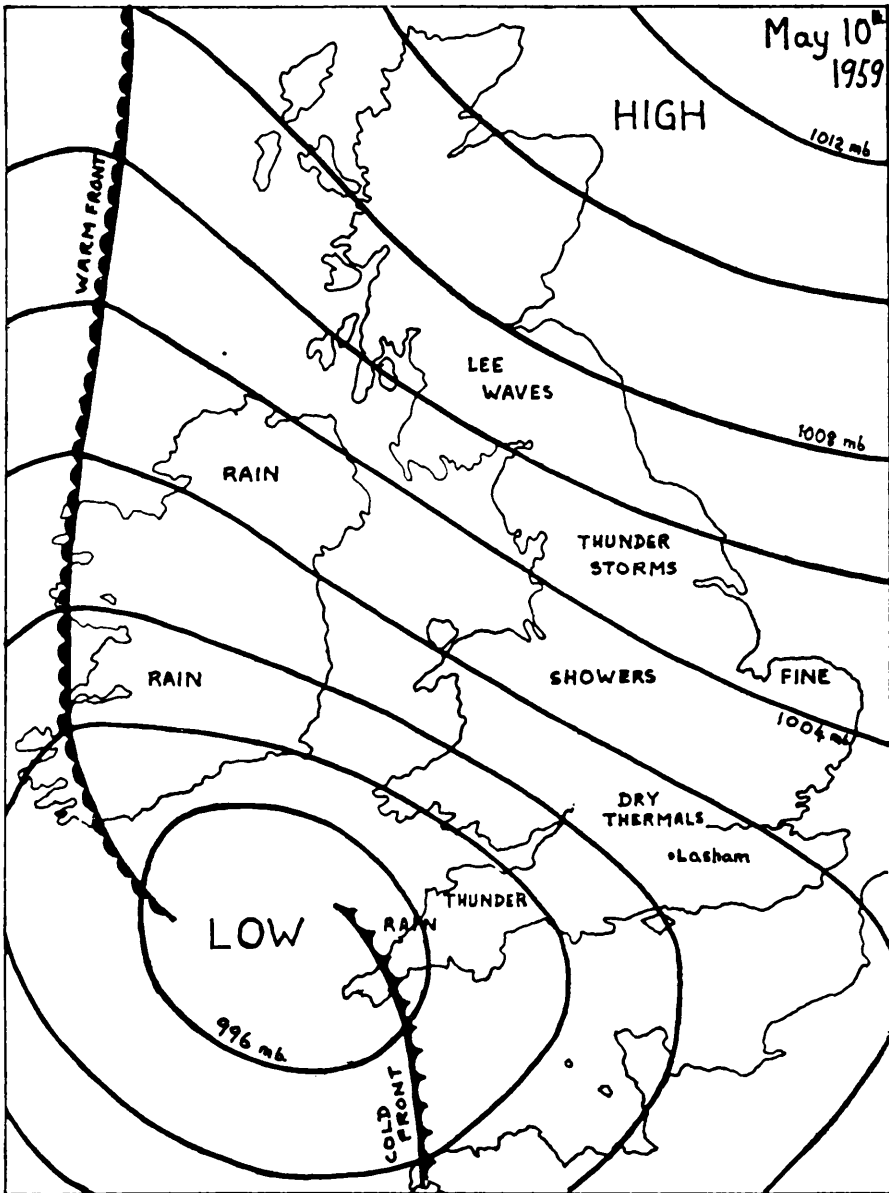 May 10th
1959
HIGH
1012 mb
WARM FRONT
LEE
WAVES
1008 mb
RAIN
THUNDER
STORMS
RAIN
SHOWERS
FINE
1004 mb
DRY
THERMALS
Lasham
THUNDER
RAIN
LOW
996 mb.
COLD
FRONT